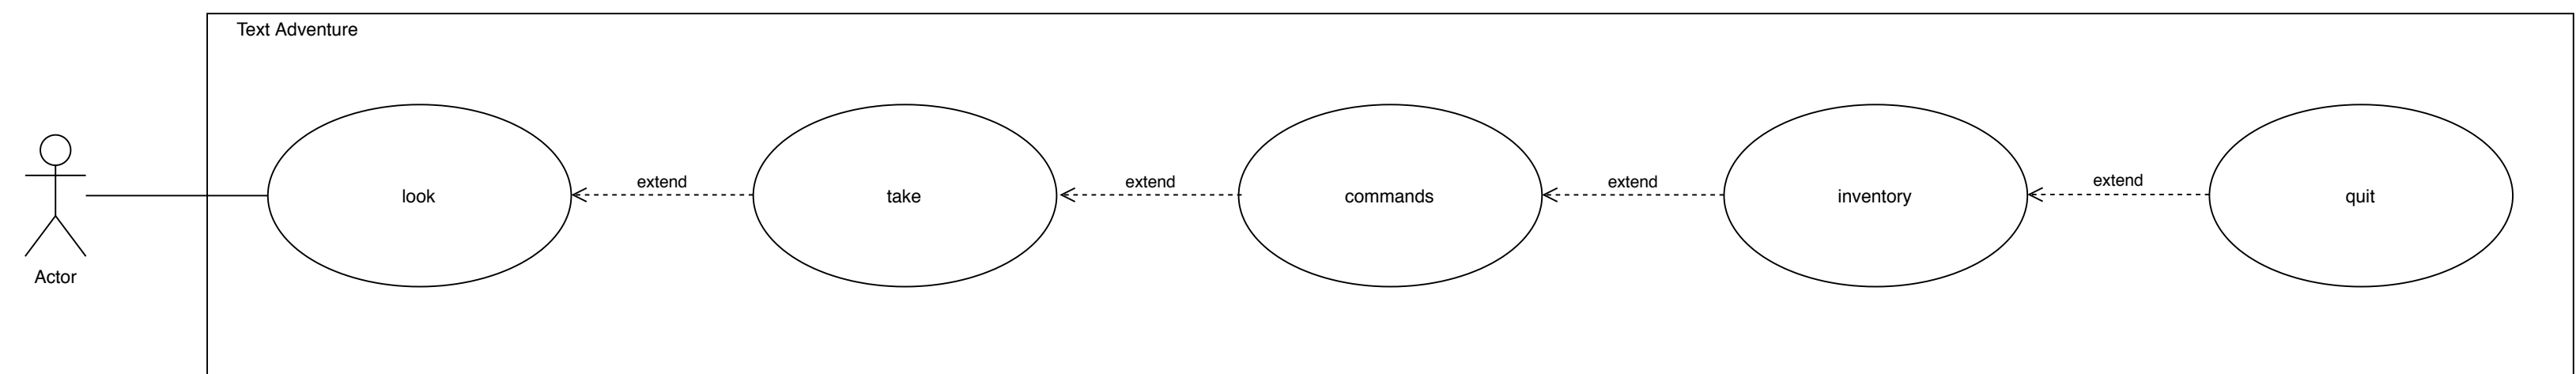 Text Adventure
look
extend
take
extend
commands
extend
inventory
extend
quit
Actor